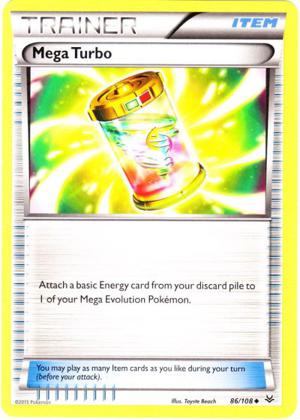 TRAINER ITEM
Mega Turbo
Attach a basic Energy card from your discard pile to
1 of your Mega Evolution Pokémon.
You may play as many Item cards as you like during your turn
(before your attack).
©2015 Pokémon
Illus. Toyste Beach
86/108